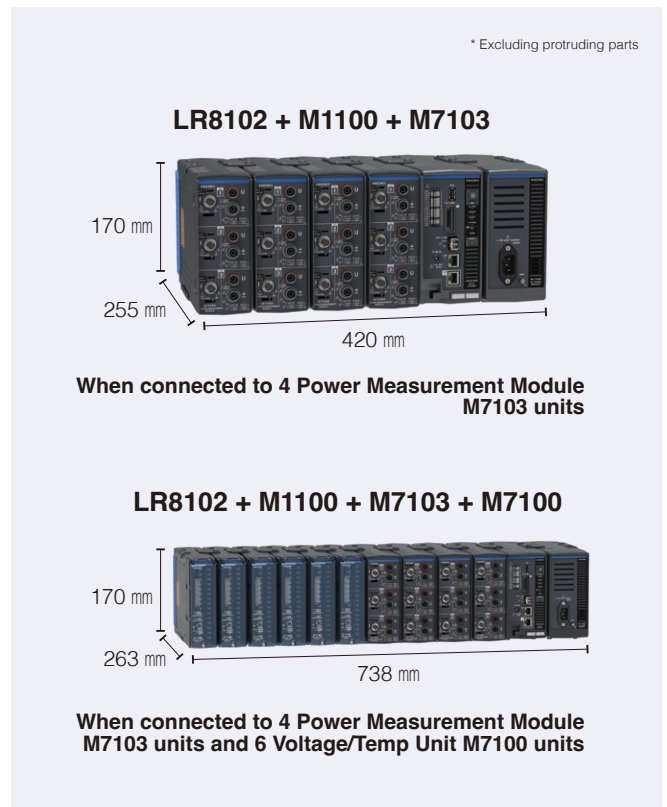 * Excluding protruding parts
LR8102 + M1100 + M7103
170 mm
255 mm
420 mm
When connected to 4 Power Measurement Module
M7103 units
LR8102 + M1100 + M7103 + M7100
170 mm
263 mm
738 mm
When connected to 4 Power Measurement Module
M7103 units and 6 Voltage/Temp Unit M7100 units